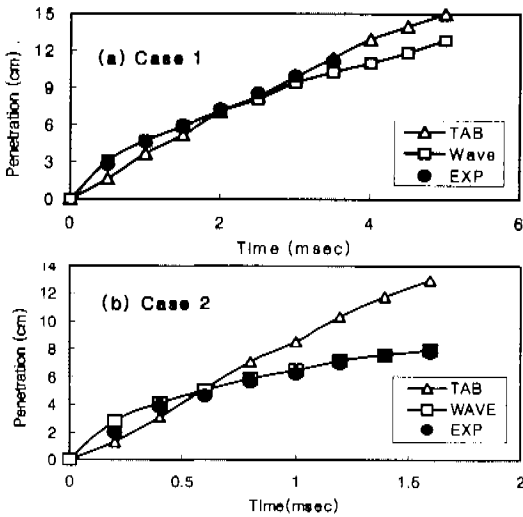 15
12
9
6
3
0
Penetration (cm)
(a) Case 1
TAB
Wave
EXP
0
2
4
6
Time (msec)
14
12
10
8
6
4
2
0
Penetration (cm)
(b) Case 2
TAB
WAVE
EXP
0
0.5
1
1.5
2
Time(msec)